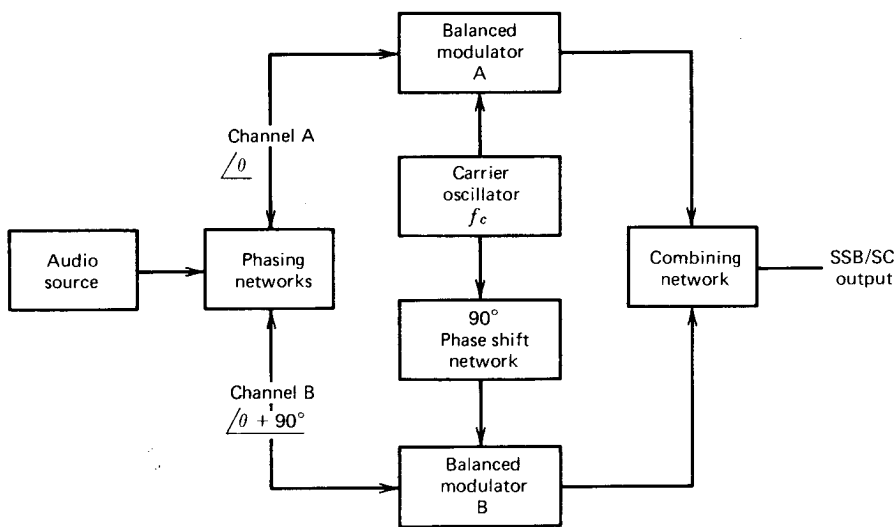 Balanced
modulator
A
Channel A
/θ
Carrier
oscillator
f_c
Audio
source
Phasing
networks
Combining
network
SSB/SC
output
90°
Phase shift
network
Channel B
/θ + 90°
Balanced
modulator
B